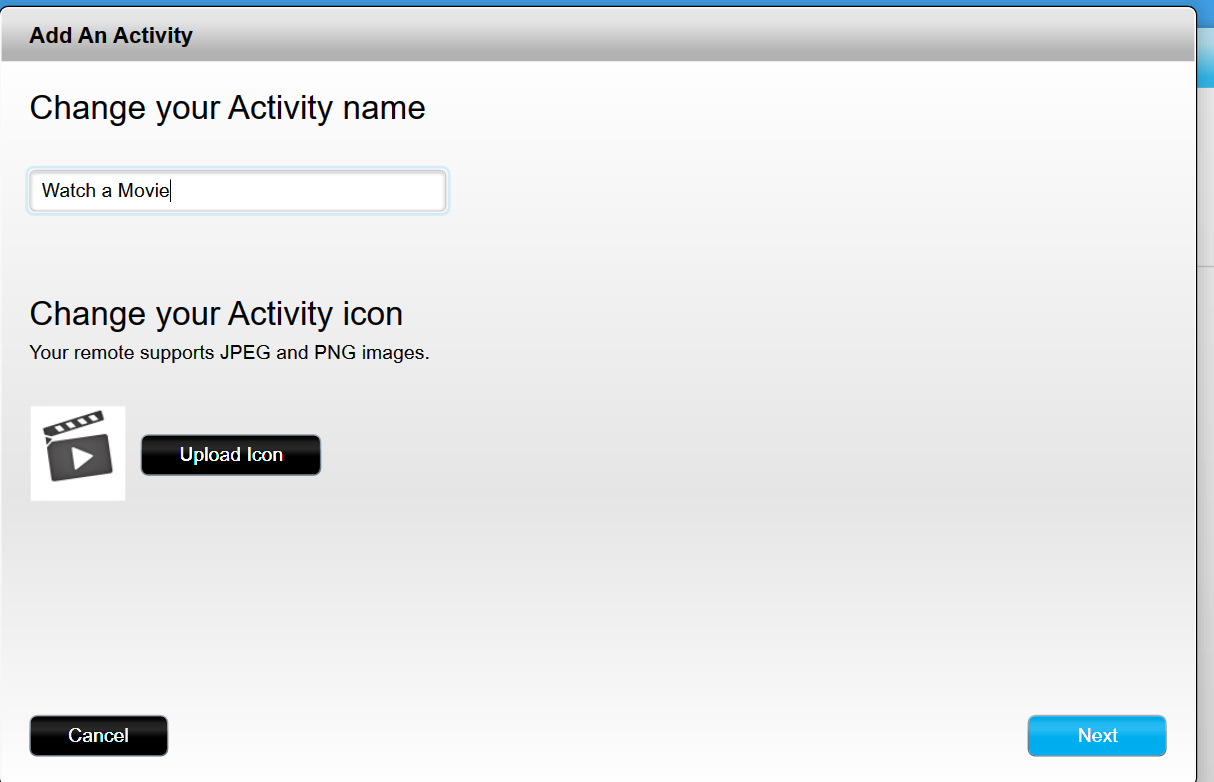 Add An Activity
Change your Activity name
Watch a Movie
Change your Activity icon
Your remote supports JPEG and PNG images.
Upload Icon
Cancel
Next